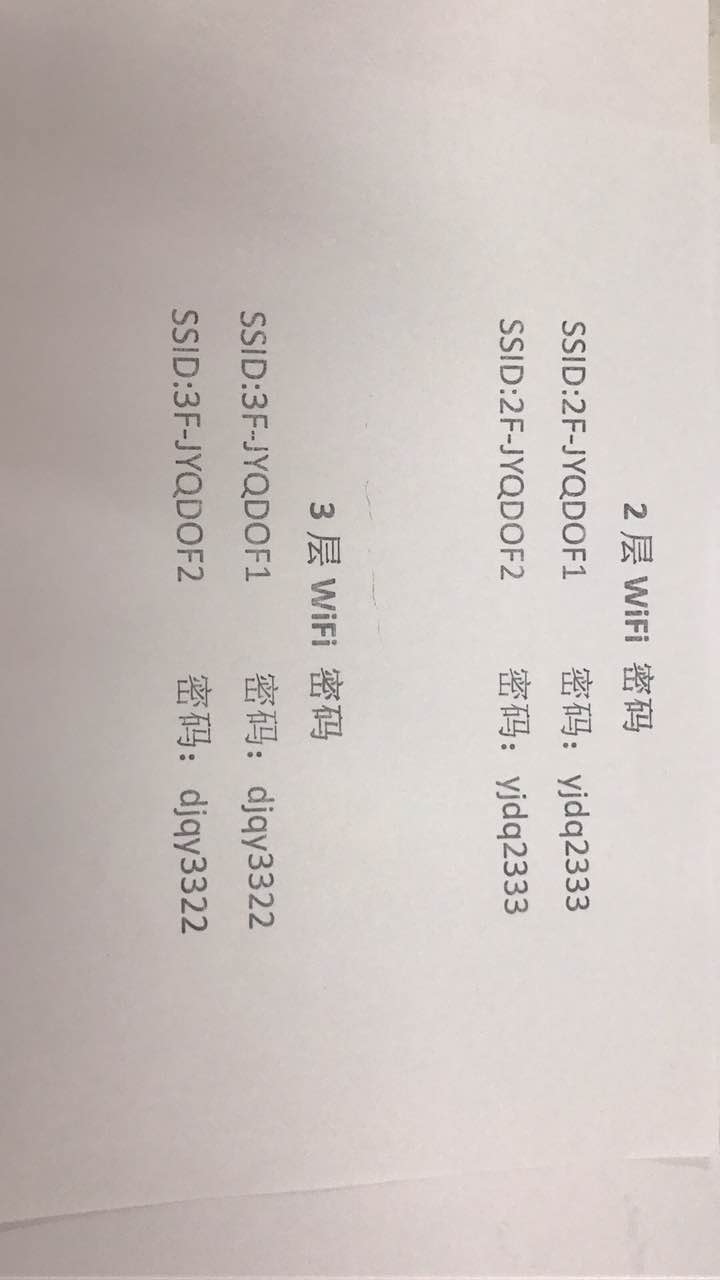 2 层 WiFi 密码
SSID:2F-JYQDOF1 密码：yjdq2333
SSID:2F-JYQDOF2 密码：yjdq2333
3 层 WiFi 密码
SSID:3F-JYQDOF1 密码：djqy3322
SSID:3F-JYQDOF2 密码：djqy3322